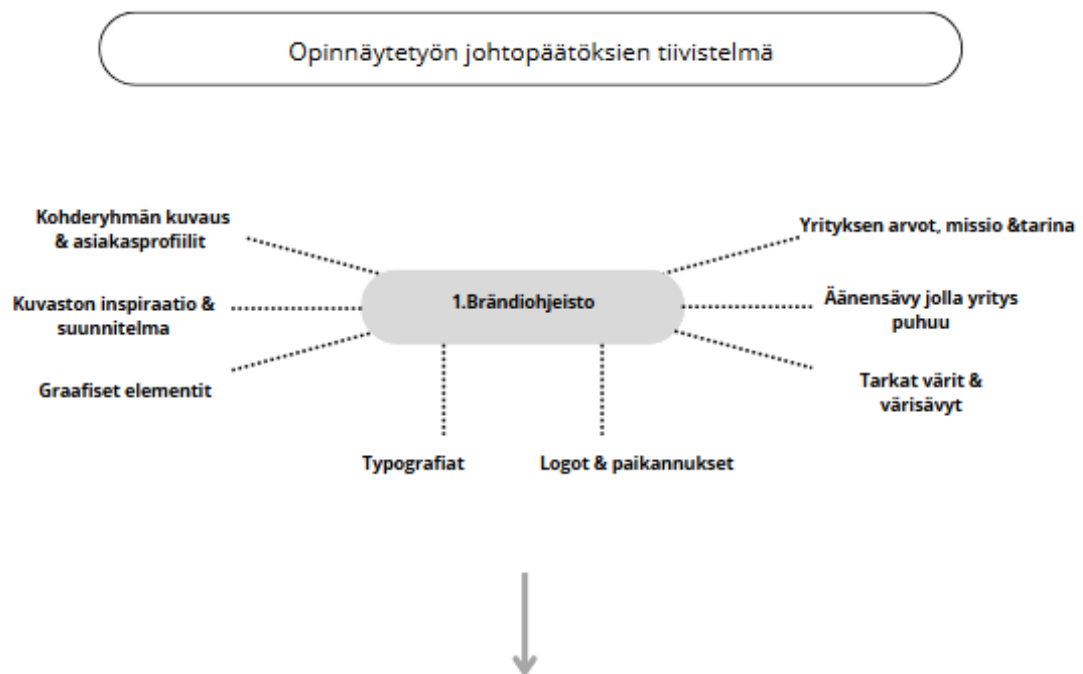 Opinnäytetyön johtopäätöksien tiivistelmä
Kohderyhmän kuvaus
& asiakasprofiilit
Yrityksen arvot, missio &tarina
Kuvaston inspiraatio &
suunnitelma
1.Brändiohjeisto
Äänensävy jolla yritys
puhuu
Graafiset elementit
Tarkat värit &
värisävyt
Typografiat
Logot & paikannukset